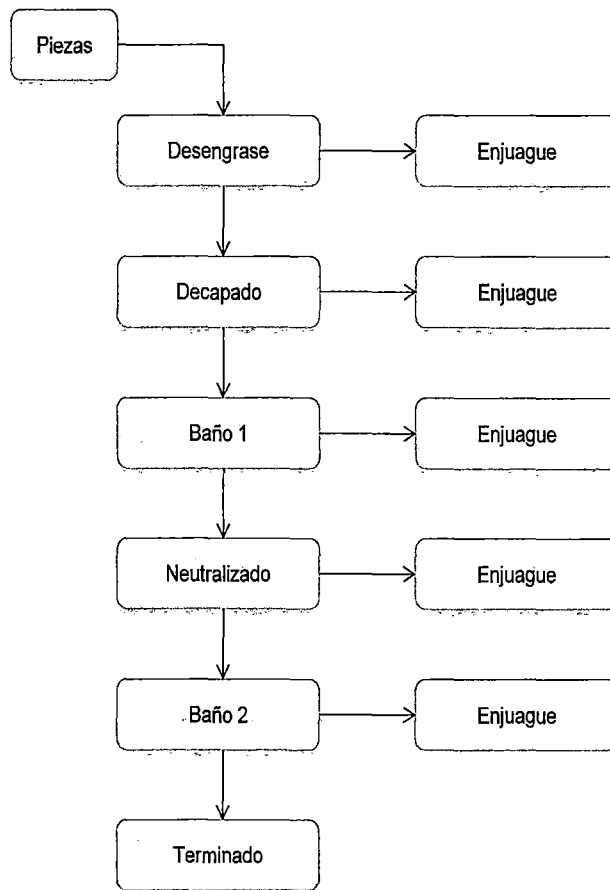 Piezas
Desengrase
Enjuague
Decapado
Enjuague
Baño 1
Enjuague
Neutralizado
Enjuague
Baño 2
Enjuague
Terminado